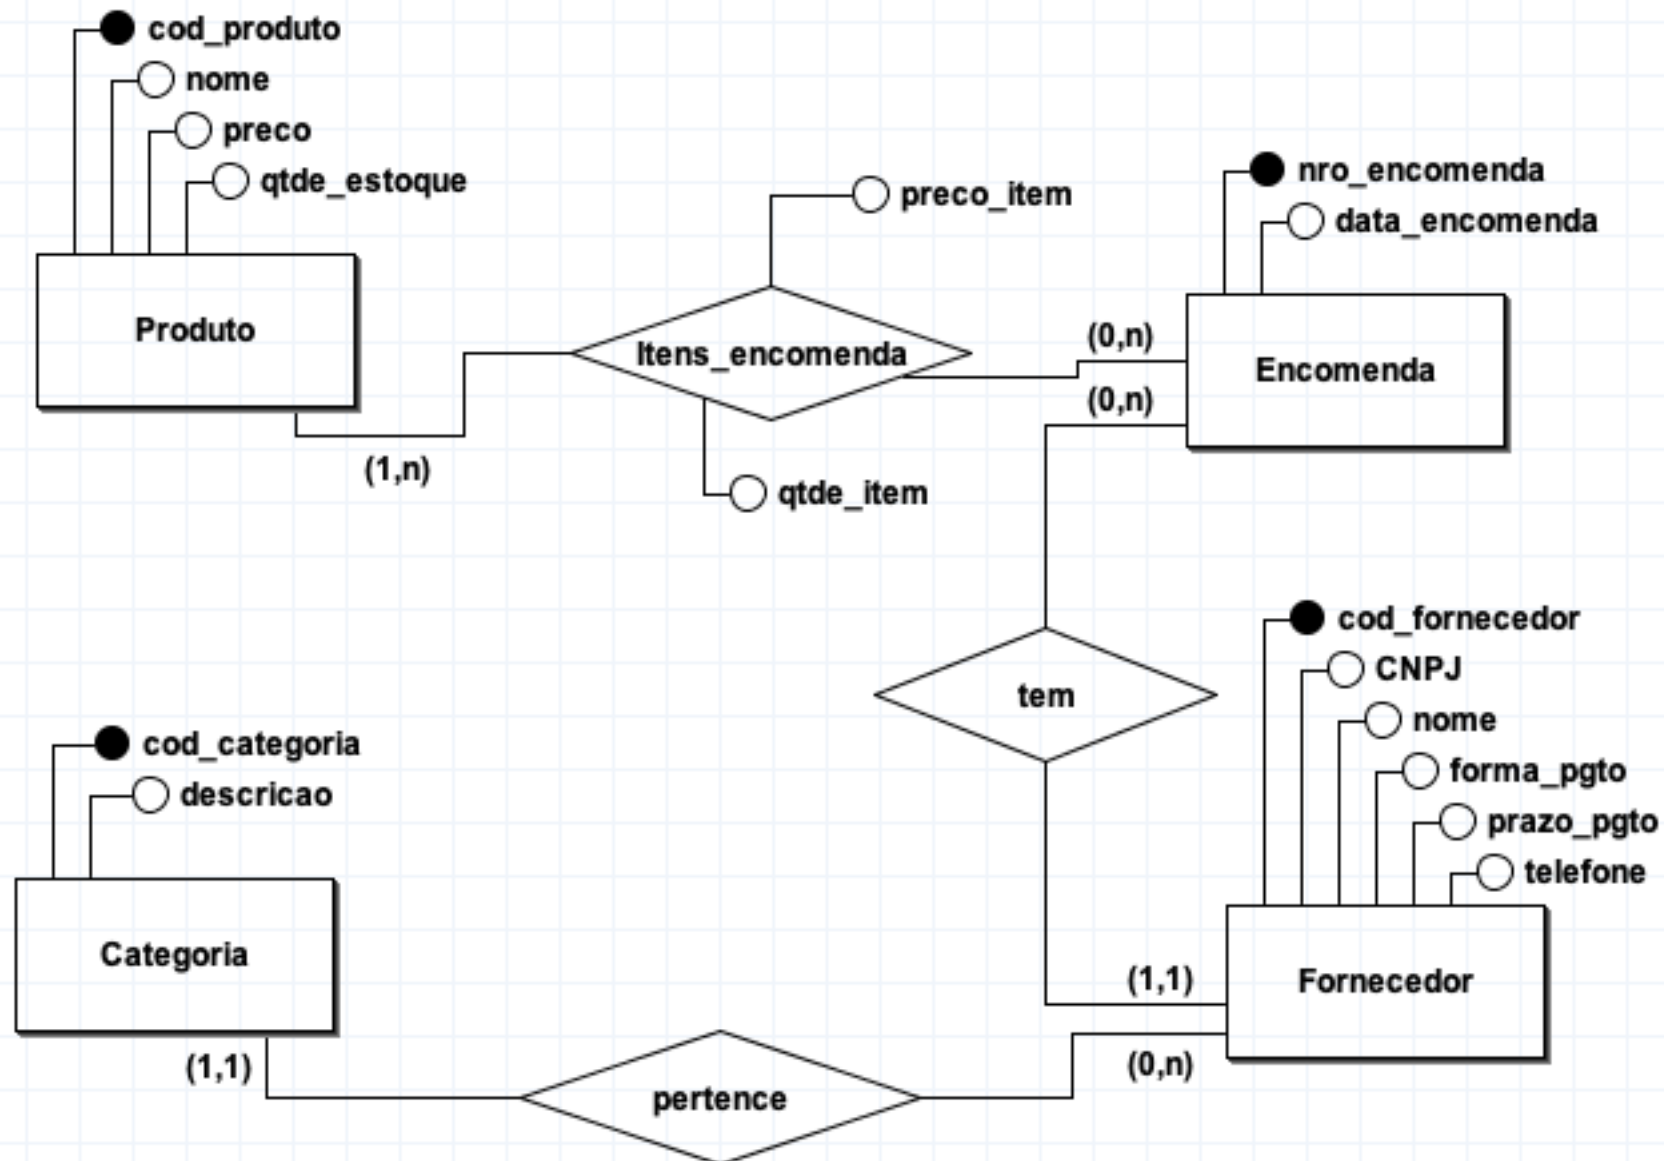 cod_produto
nome
preco
qtde_estoque
Produto
(1,n)
preco_item
Itens_encomenda
qtde_item
nro_encomenda
data_encomenda
(0,n)
Encomenda
(0,n)
tem
cod_fornecedor
CNPJ
nome
forma_pgto
prazo_pgto
telefone
cod_categoria
descricao
Categoria
(1,1)
Fornecedor
(1,1)
pertence
(0,n)